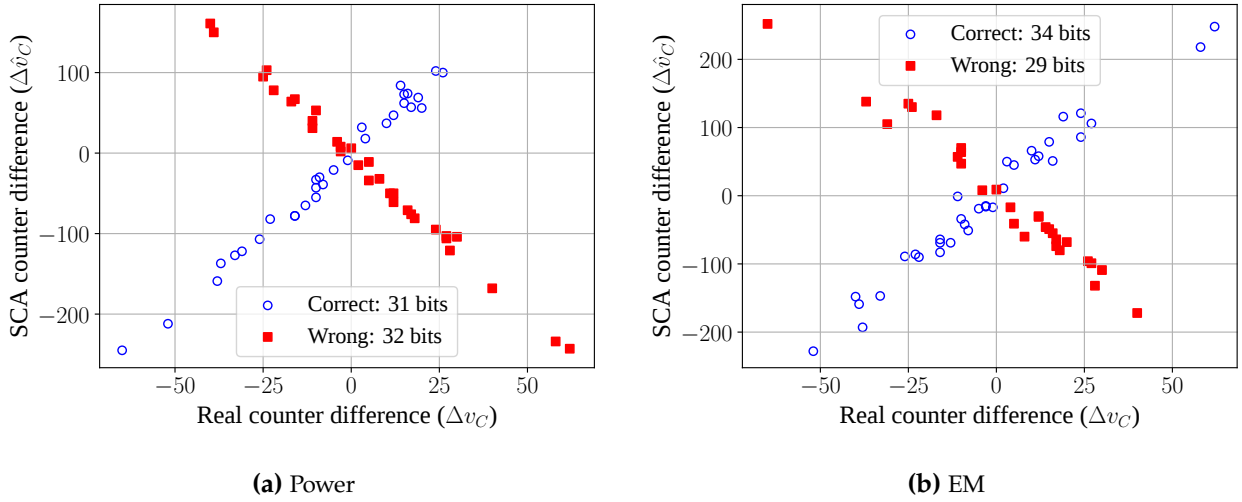 100
0
−100
−200
−50
−25
0
25
50
SCA counter difference (Δv̂_C)
Real counter difference (Δv_C)
Correct: 31 bits
Wrong: 32 bits
(a) Power
200
100
0
−100
−200
−50
−25
0
25
50
SCA counter difference (Δv̂_C)
Real counter difference (Δv_C)
Correct: 34 bits
Wrong: 29 bits
(b) EM